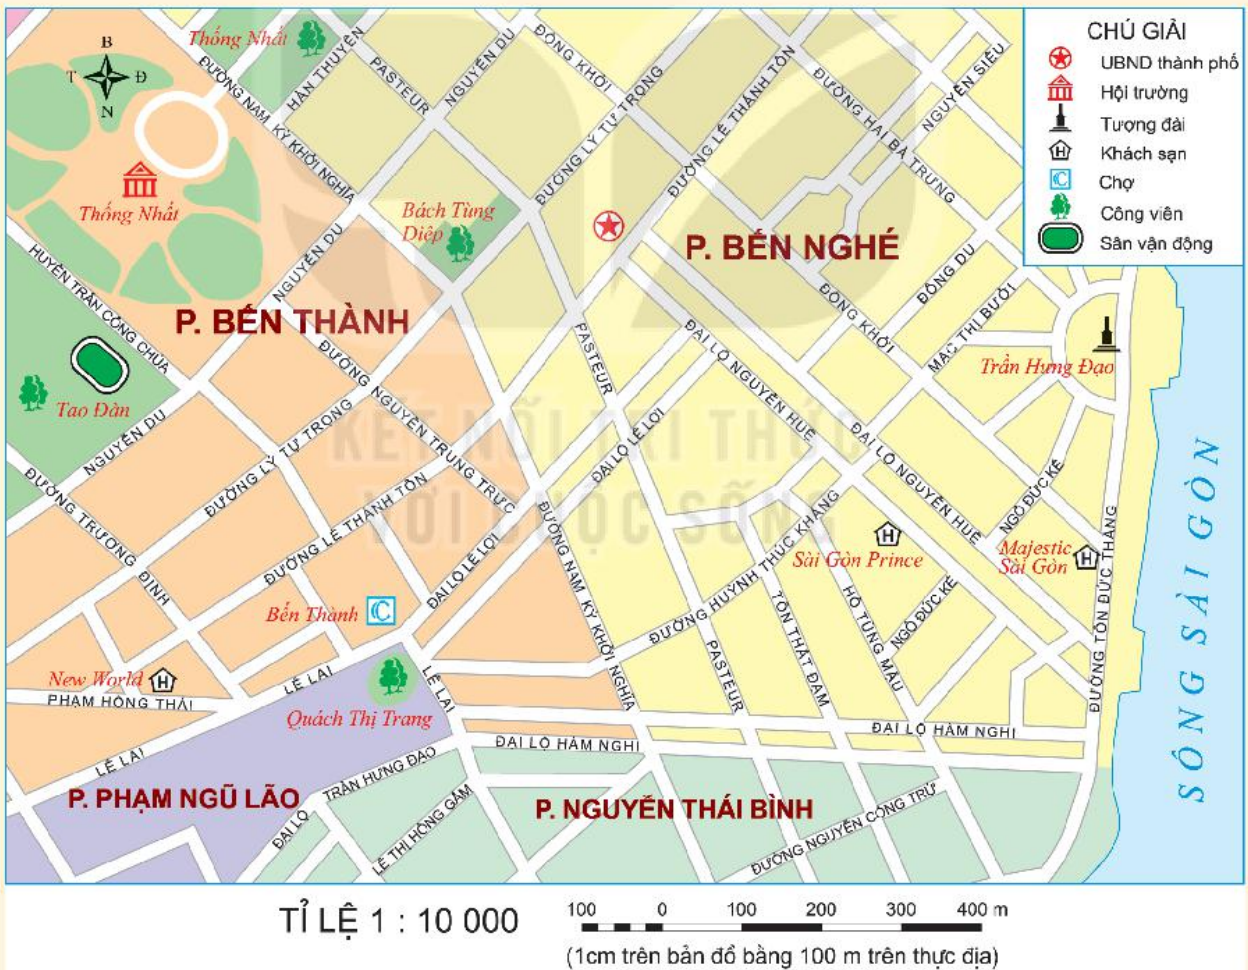 Thống Nhất
ĐƯỜNG NAM KỲ KHỞI NGHĨA
HÀN THUYÊN
PASTEUR
NGUYỄN DU
ĐỒNG KHỞI
ĐƯỜNG LÝ TỰ TRỌNG
ĐƯỜNG LÊ THÁNH TÔN
ĐƯỜNG HAI BÀ TRƯNG
NGUYỄN SIÊU
CHÚ GIẢI
UBND thành phố
Hội trường
Tượng đài
H
Khách sạn
C
Chợ
Công viên
Sân vận động
B
T
Đ
N
Thống Nhất
Bách Tùng
Diệp
P. BẾN NGHÉ
HUYỀN TRÂN CÔNG CHÚA
NGUYỄN DU
P. BẾN THÀNH
Tao Đàn
NGUYỄN DU
ĐƯỜNG NGUYỄN TRUNG TRỰC
PASTEUR
ĐẠI LỘ NGUYỄN HUỆ
ĐỒNG KHỞI
ĐÔNG DU
MẠC THỊ BƯỞI
Trần Hưng Đạo
KẾT NỐI TRI THỨC
VỚI CUỘC SỐNG
ĐƯỜNG TRƯƠNG ĐỊNH
ĐƯỜNG LÝ TỰ TRỌNG
ĐƯỜNG LÊ THÁNH TÔN
ĐẠI LỘ LÊ LỢI
ĐẠI LỘ LÊ LỢI
ĐƯỜNG NAM KỲ KHỞI NGHĨA
ĐẠI LỘ NGUYỄN HUỆ
NGÔ ĐỨC KẾ
ĐƯỜNG TÔN ĐỨC THẮNG
SÔNG SÀI GÒN
H
Sài Gòn Prince
Majestic
Sài Gòn
H
ĐƯỜNG HUỲNH THÚC KHÁNG
TÔN THẤT ĐẠM
HỒ TÙNG MẬU
NGÔ ĐỨC KẾ
PASTEUR
Bến Thành
C
New World
H
PHẠM HỒNG THÁI
LÊ LAI
LÊ LAI
LÊ LAI
Quách Thị Trang
ĐẠI LỘ HÀM NGHI
ĐẠI LỘ HÀM NGHI
P. PHẠM NGŨ LÃO
ĐẠI LỘ TRẦN HƯNG ĐẠO
LÊ THỊ HỒNG GẤM
P. NGUYỄN THÁI BÌNH
ĐƯỜNG NGUYỄN CÔNG TRỨ
TỈ LỆ 1 : 10 000
100 0 100 200 300 400 m
(1cm trên bản đồ bằng 100 m trên thực địa)